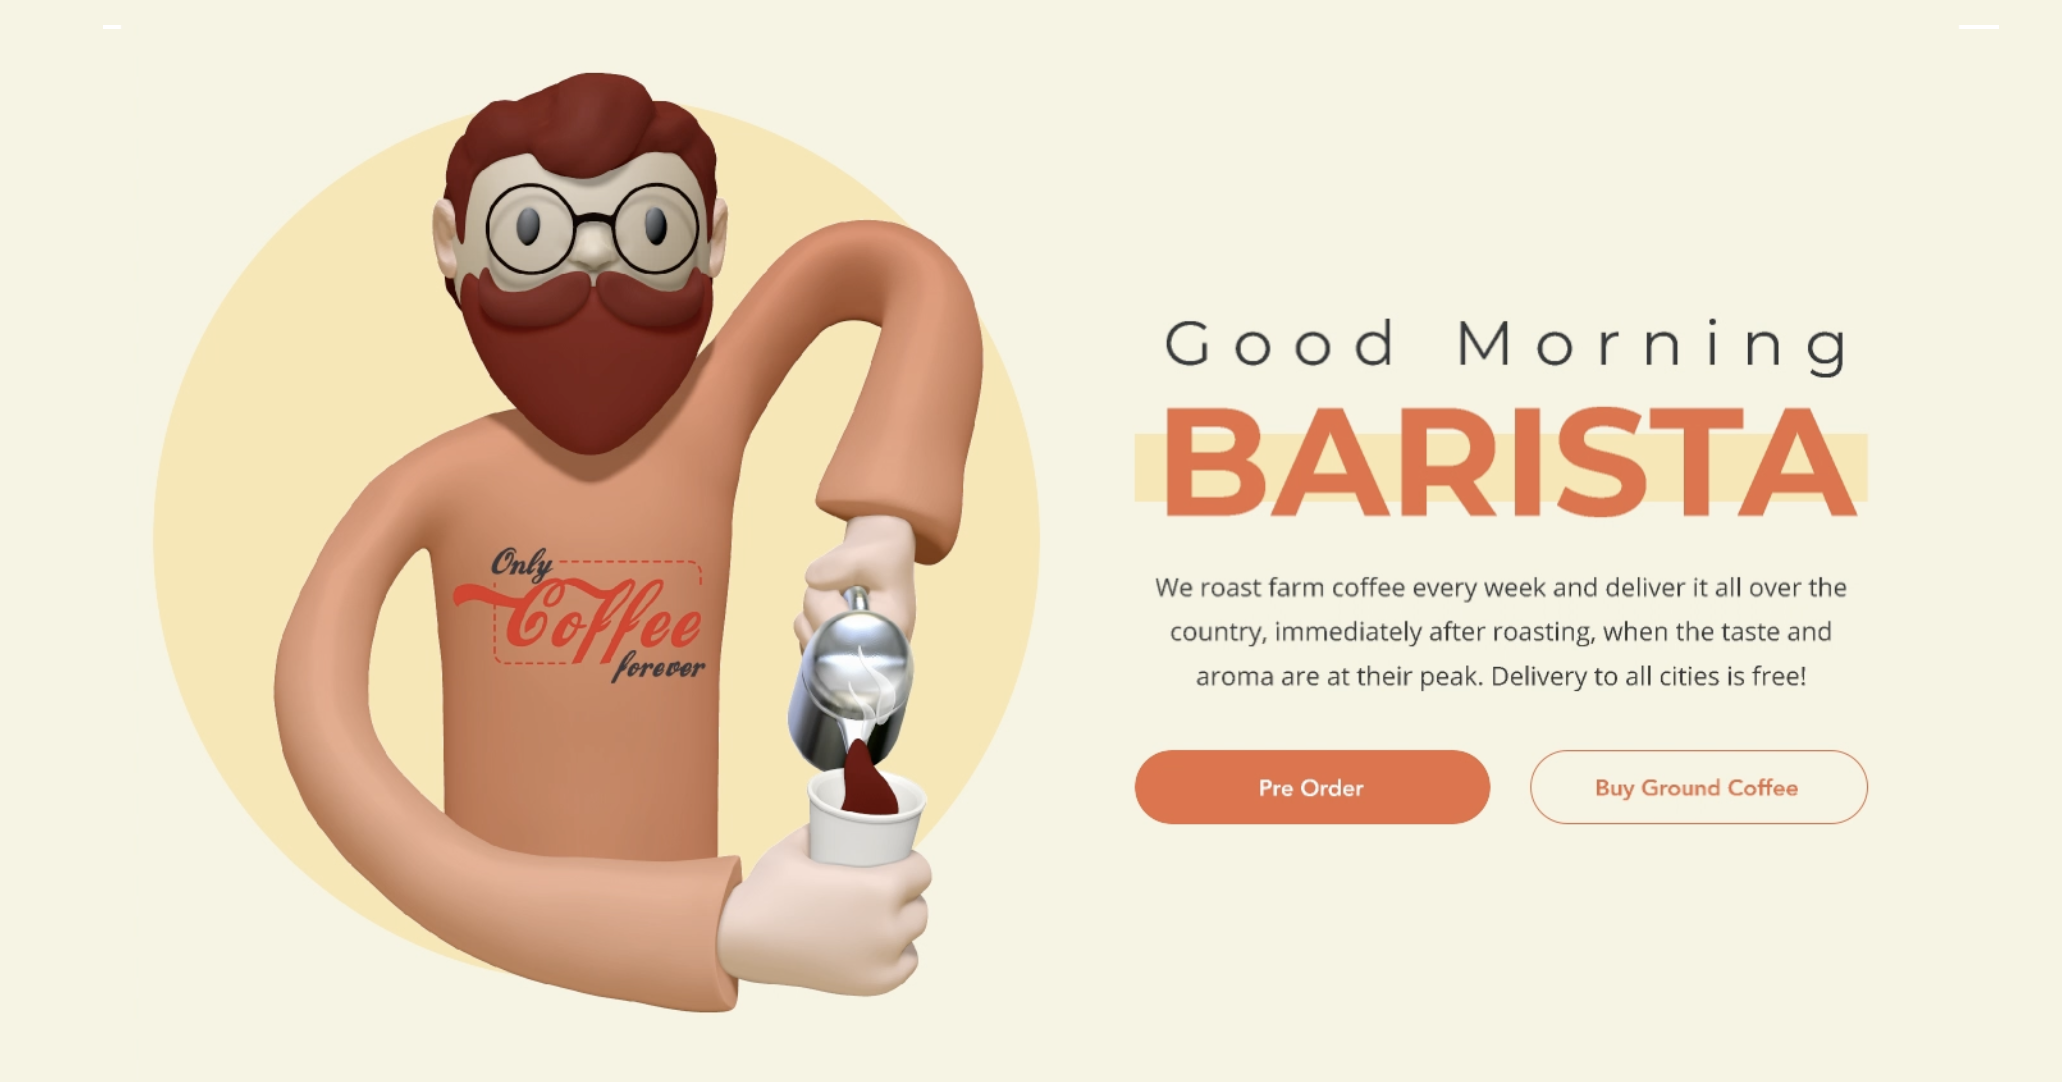 Only
Coffee
forever
Good Morning
BARISTA
We roast farm coffee every week and deliver it all over the
country, immediately after roasting, when the taste and
aroma are at their peak. Delivery to all cities is free!
Pre Order
Buy Ground Coffee